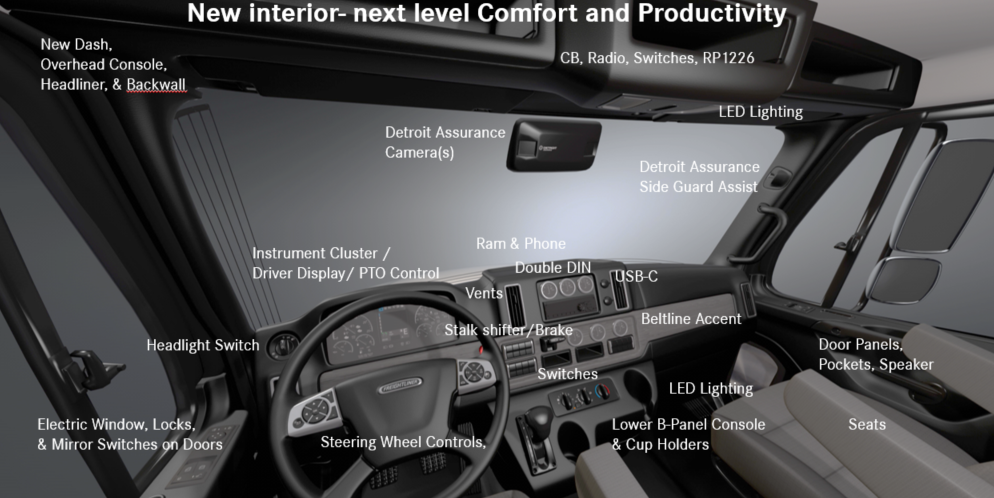 New interior- next level Comfort and Productivity
New Dash,
Overhead Console,
Headliner, & Backwall
CB, Radio, Switches, RP1226
LED Lighting
Detroit Assurance
Camera(s)
Detroit Assurance
Side Guard Assist
Ram & Phone
Instrument Cluster /
Driver Display/ PTO Control
Double DIN
USB-C
Vents
Beltline Accent
Stalk shifter/Brake
Headlight Switch
Door Panels,
Pockets, Speaker
Switches
LED Lighting
FREIGHTLINER
Electric Window, Locks,
& Mirror Switches on Doors
Lower B-Panel Console
& Cup Holders
Seats
Steering Wheel Controls,